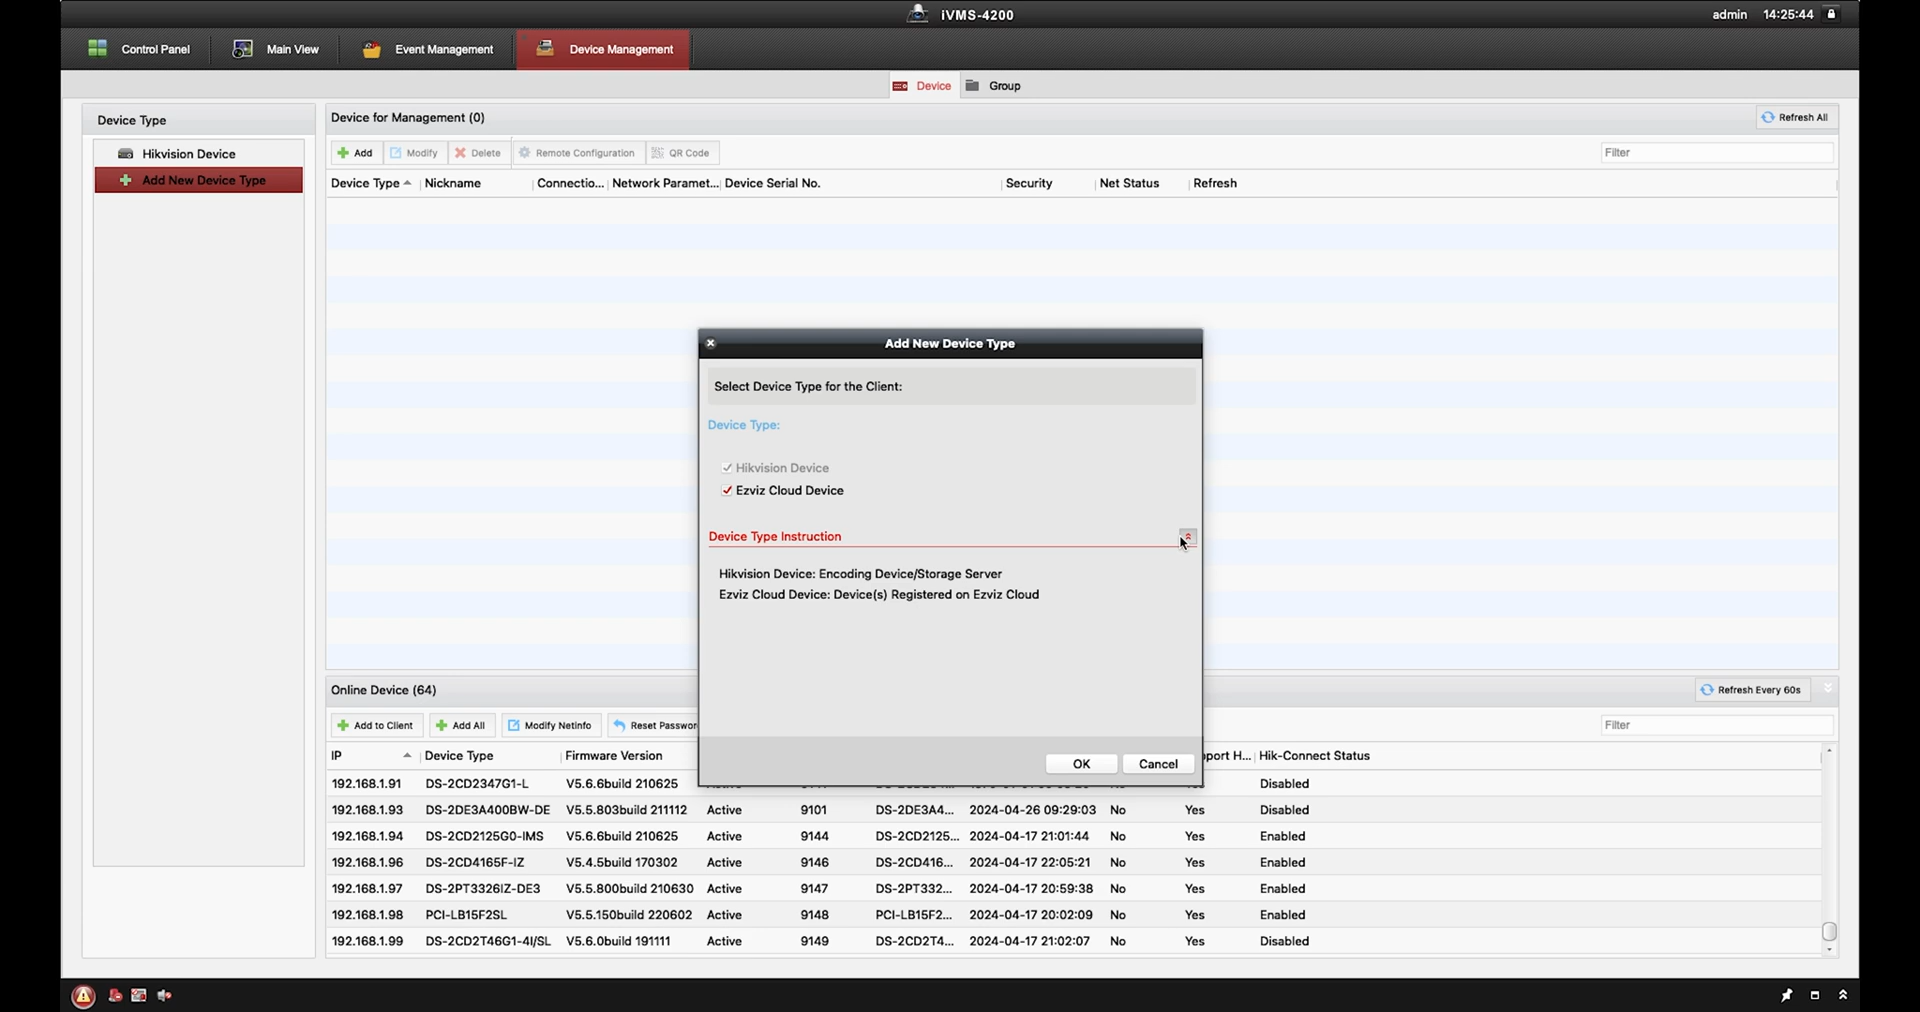 iVMS-4200
admin 14:25:44
Control Panel Main View Event Management Device Management
Device Group
Device Type
Hikvision Device
Add New Device Type
Device for Management (0) Refresh All
Add Modify Delete Remote Configuration QR Code Filter
Device Type Nickname Connectio... Network Paramet... Device Serial No. Security Net Status Refresh
Add New Device Type
Select Device Type for the Client:
Device Type:
Hikvision Device
Ezviz Cloud Device
Device Type Instruction
Hikvision Device: Encoding Device/Storage Server
Ezviz Cloud Device: Device(s) Registered on Ezviz Cloud
OK Cancel
Online Device (64) Refresh Every 60s
Add to Client Add All Modify Netinfo Reset Passwor Filter
IP Device Type Firmware Version port H... Hik-Connect Status
192.168.1.91 DS-2CD2347G1-L V5.6.6build 210625 Disabled
192.168.1.93 DS-2DE3A400BW-DE V5.5.803build 211112 Active 9101 DS-2DE3A4... 2024-04-26 09:29:03 No Yes Disabled
192.168.1.94 DS-2CD2125G0-IMS V5.6.6build 210625 Active 9144 DS-2CD2125... 2024-04-17 21:01:44 No Yes Enabled
192.168.1.96 DS-2CD4165F-IZ V5.4.5build 170302 Active 9146 DS-2CD416... 2024-04-17 22:05:21 No Yes Enabled
192.168.1.97 DS-2PT3326IZ-DE3 V5.5.800build 210630 Active 9147 DS-2PT332... 2024-04-17 20:59:38 No Yes Enabled
192.168.1.98 PCI-LB15F2SL V5.5.150build 220602 Active 9148 PCI-LB15F2... 2024-04-17 20:02:09 No Yes Enabled
192.168.1.99 DS-2CD2T46G1-4I/SL V5.6.0build 191111 Active 9149 DS-2CD2T4... 2024-04-17 21:02:07 No Yes Disabled